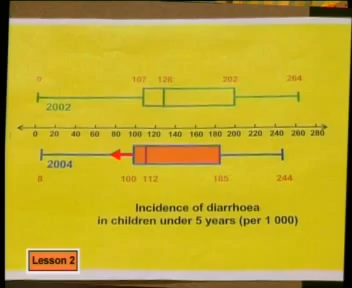 0 107 128 202 264
2002
0 20 40 60 80 100 120 140 160 180 200 220 240 260 280
2004
8 100 112 185 244
Incidence of diarrhoea
in children under 5 years (per 1 000)
Lesson 2